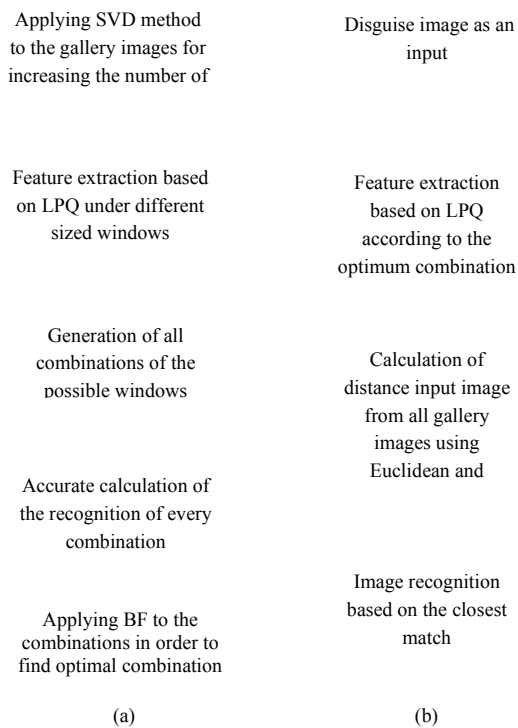 Applying SVD method
to the gallery images for
increasing the number of
Feature extraction based
on LPQ under different
sized windows
Generation of all
combinations of the
possible windows
Accurate calculation of
the recognition of every
combination
Applying BF to the
combinations in order to
find optimal combination
(a)
Disguise image as an
input
Feature extraction
based on LPQ
according to the
optimum combination
Calculation of
distance input image
from all gallery
images using
Euclidean and
Image recognition
based on the closest
match
(b)